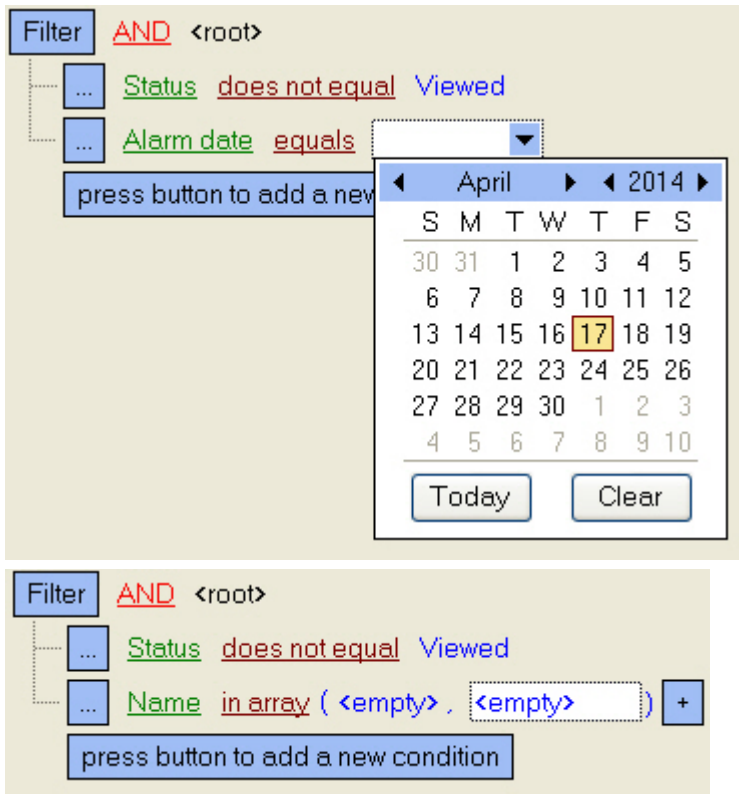 Filter AND <root>
... Status does not equal Viewed
... Alarm date equals
press button to add a new
April 2014
S M T W T F S
30 31 1 2 3 4 5
6 7 8 9 10 11 12
13 14 15 16 17 18 19
20 21 22 23 24 25 26
27 28 29 30 1 2 3
4 5 6 7 8 9 10
Today Clear
Filter AND <root>
... Status does not equal Viewed
... Name in array ( <empty> , <empty> ) +
press button to add a new condition